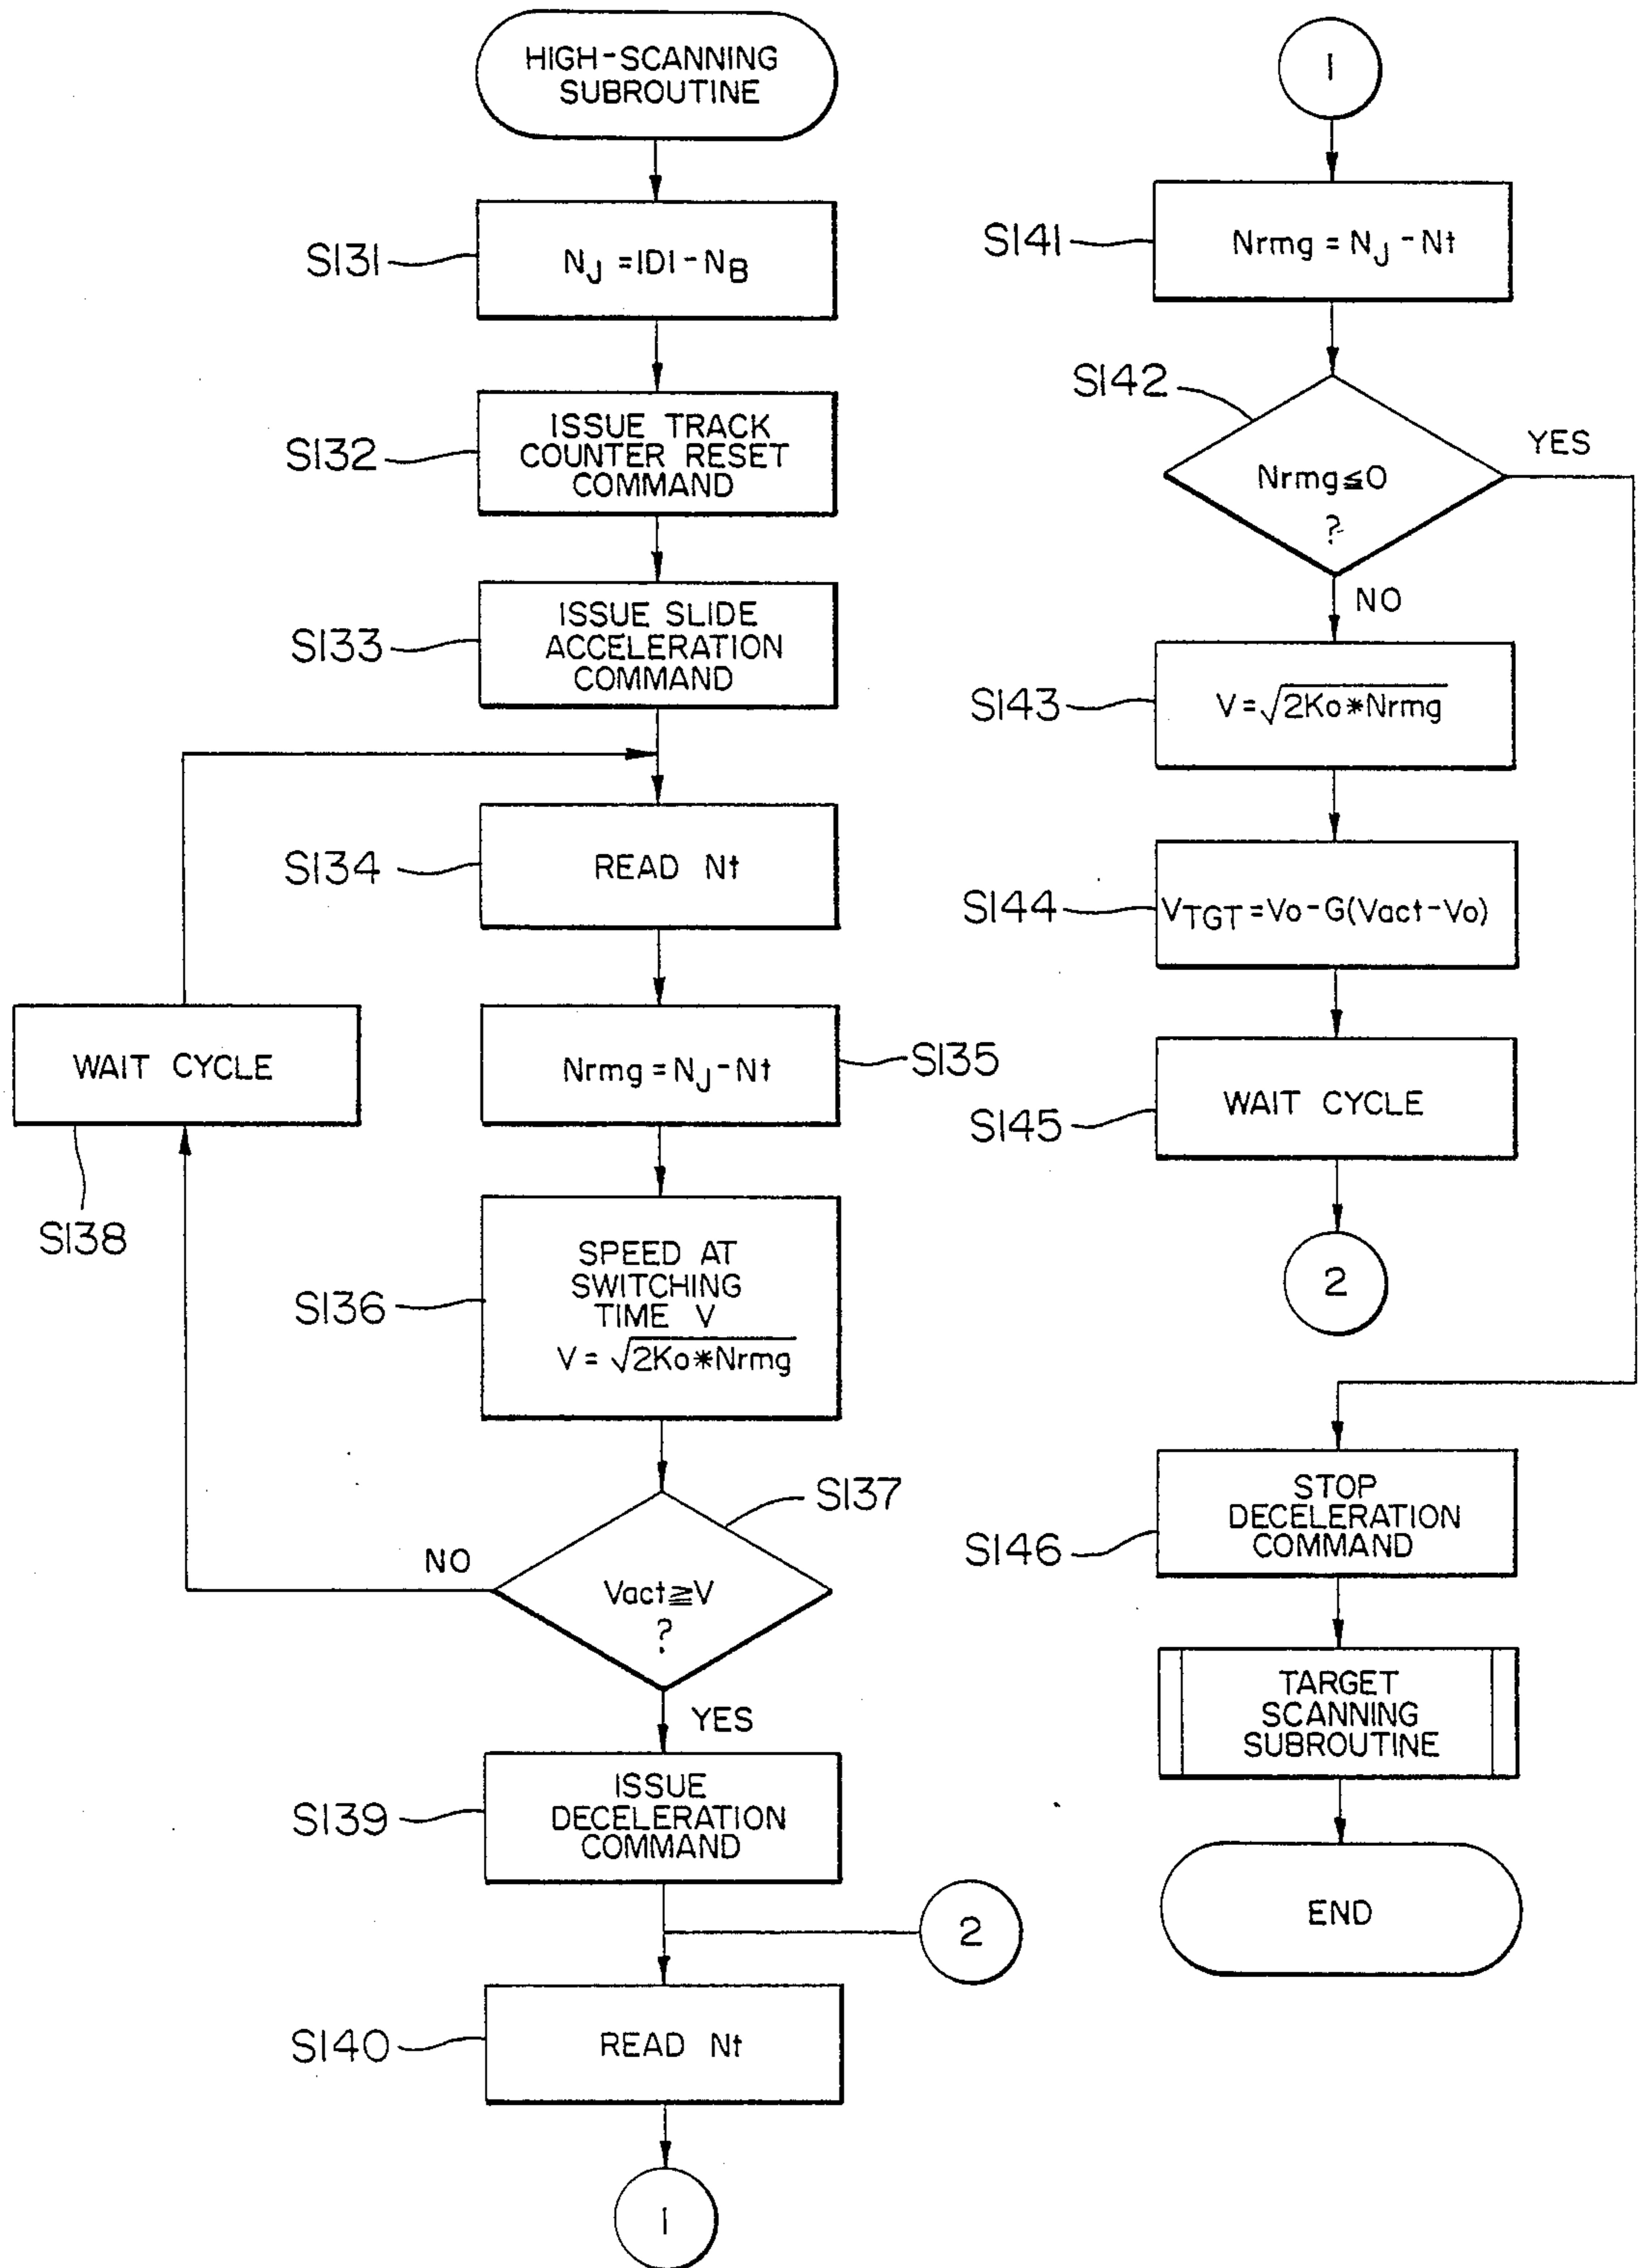 HIGH-SCANNING
SUBROUTINE
S131
NJ = |D| - NB
S132
ISSUE TRACK
COUNTER RESET
COMMAND
S133
ISSUE SLIDE
ACCELERATION
COMMAND
S134
READ Nt
WAIT CYCLE
S138
Nrmg = NJ - Nt
S135
S136
SPEED AT
SWITCHING
TIME V
V = √2Ko*Nrmg
S137
NO
Vact ≧ V
?
YES
S139
ISSUE
DECELERATION
COMMAND
2
S140
READ Nt
1
1
S141
Nrmg = NJ - Nt
S142
YES
Nrmg ≦ 0
?
NO
S143
V = √2Ko*Nrmg
S144
VTGT = Vo - G(Vact - Vo)
S145
WAIT CYCLE
2
S146
STOP
DECELERATION
COMMAND
TARGET
SCANNING
SUBROUTINE
END